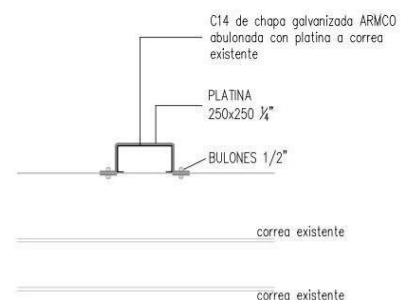 C14 de chapa galvanizada ARMCO
abulonada con platina a correa
existente
PLATINA
250x250 1/4"
BULONES 1/2"
correa existente
correa existente